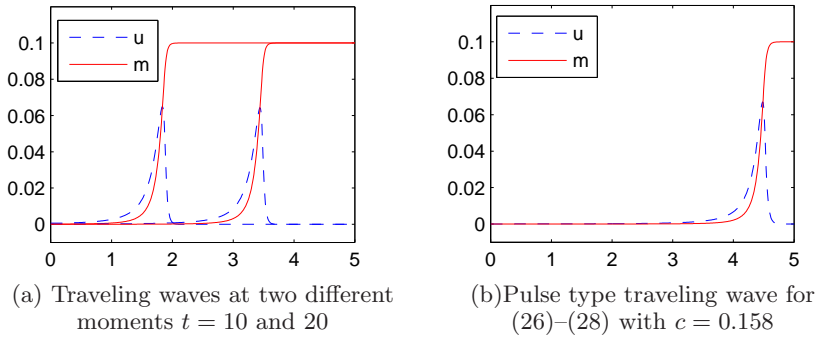 0.1
0.08
0.06
0.04
0.02
0
0 1 2 3 4 5
u
m
(a) Traveling waves at two different
moments t = 10 and 20
0.1
0.08
0.06
0.04
0.02
0
0 1 2 3 4 5
u
m
(b)Pulse type traveling wave for
(26)–(28) with c = 0.158